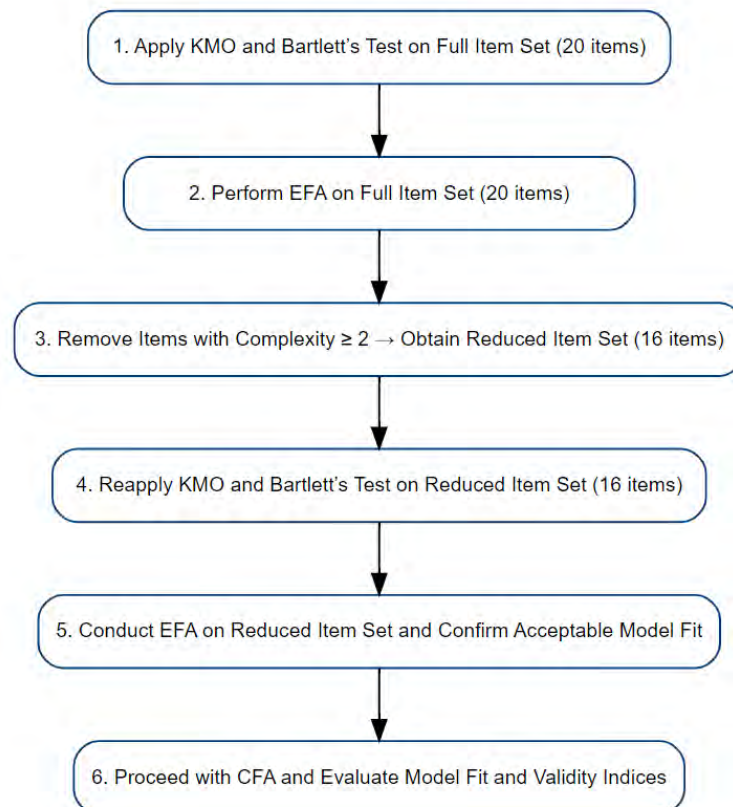 1. Apply KMO and Bartlett’s Test on Full Item Set (20 items)
2. Perform EFA on Full Item Set (20 items)
3. Remove Items with Complexity ≥ 2 → Obtain Reduced Item Set (16 items)
4. Reapply KMO and Bartlett’s Test on Reduced Item Set (16 items)
5. Conduct EFA on Reduced Item Set and Confirm Acceptable Model Fit
6. Proceed with CFA and Evaluate Model Fit and Validity Indices